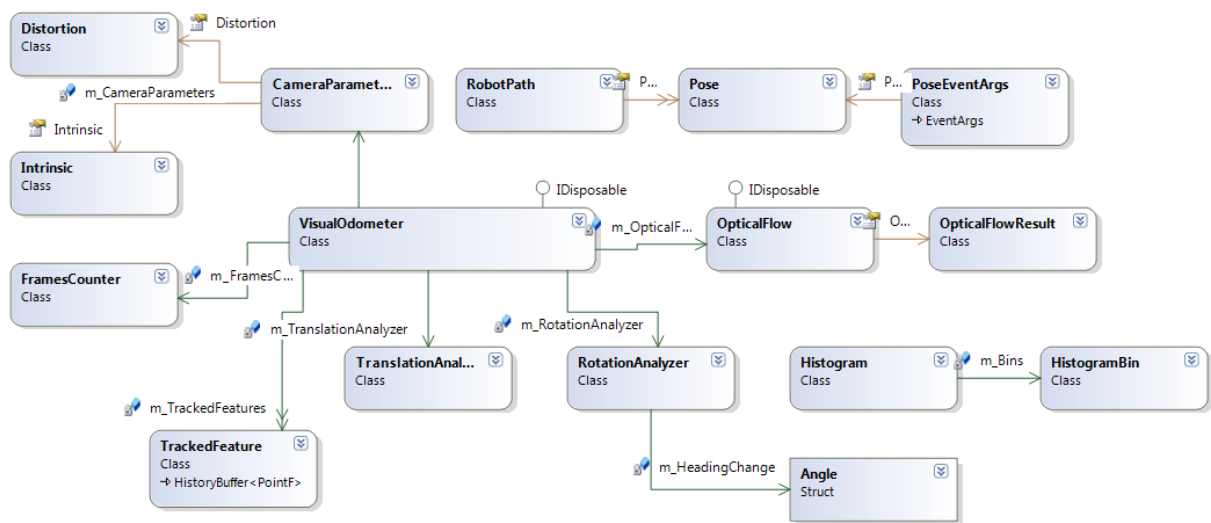 Distortion
Class
Distortion
m_CameraParameters
CameraParamet...
Class
RobotPath
Class
P...
Pose
Class
P...
PoseEventArgs
Class
EventArgs
Intrinsic
Intrinsic
Class
IDisposable
IDisposable
VisualOdometer
Class
m_OpticalF...
OpticalFlow
Class
O...
OpticalFlowResult
Class
FramesCounter
Class
m_FramesC...
m_TranslationAnalyzer
m_RotationAnalyzer
TranslationAnal...
Class
RotationAnalyzer
Class
Histogram
Class
m_Bins
HistogramBin
Class
m_TrackedFeatures
TrackedFeature
Class
HistoryBuffer<PointF>
m_HeadingChange
Angle
Struct